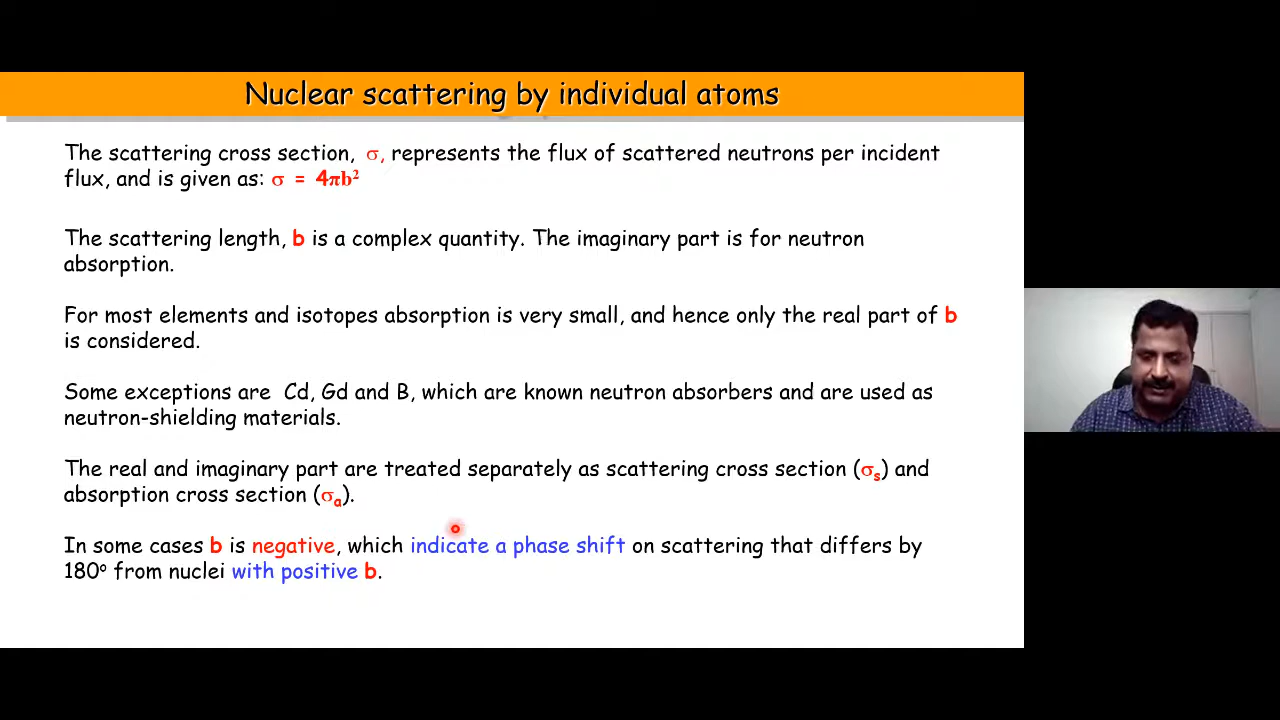 Nuclear scattering by individual atoms
The scattering cross section, σ, represents the flux of scattered neutrons per incident
flux, and is given as: σ = 4πb²
The scattering length, b is a complex quantity. The imaginary part is for neutron
absorption.
For most elements and isotopes absorption is very small, and hence only the real part of b
is considered.
Some exceptions are Cd, Gd and B, which are known neutron absorbers and are used as
neutron-shielding materials.
The real and imaginary part are treated separately as scattering cross section (σₛ) and
absorption cross section (σₐ).
In some cases b is negative, which indicate a phase shift on scattering that differs by
180º from nuclei with positive b.